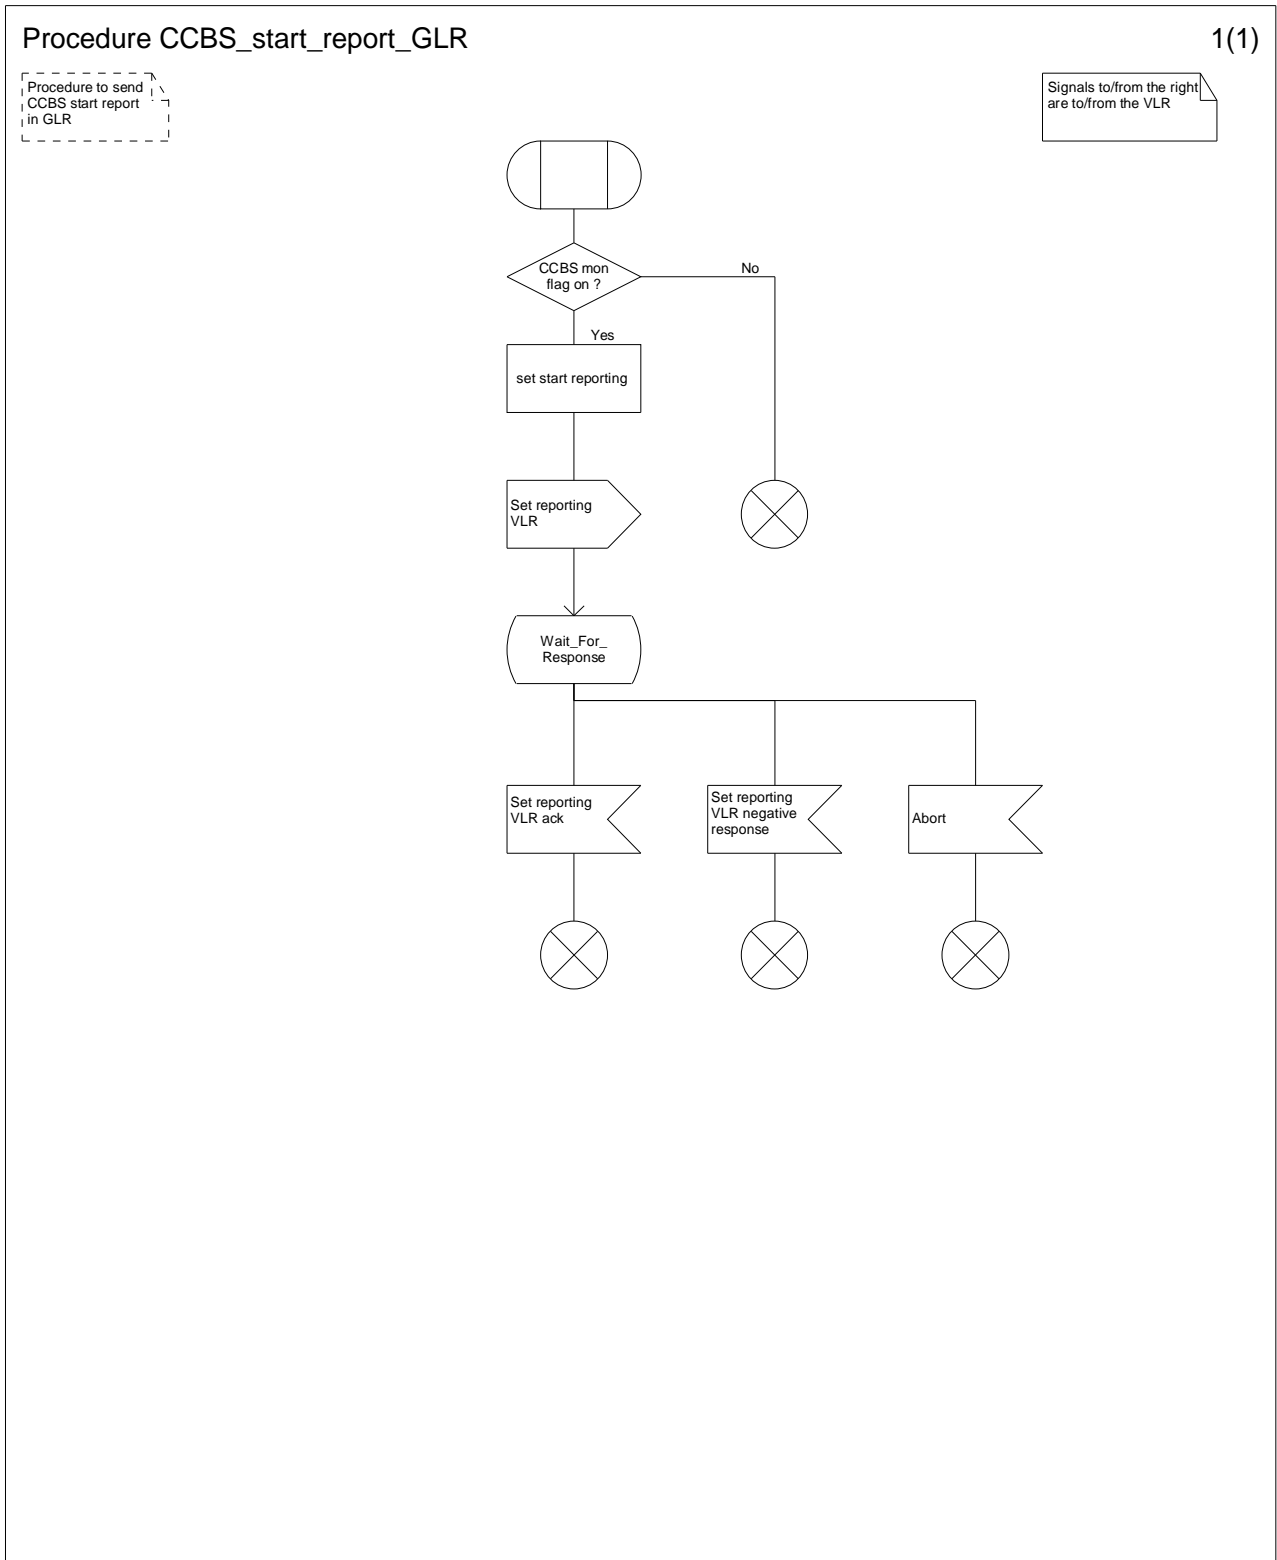 Procedure CCBS_start_report_GLR
1(1)
Procedure to send
CCBS start report
in GLR
Signals to/from the right
are to/from the VLR
CCBS mon
flag on ?
No
Yes
set start reporting
Set reporting
VLR
Wait_For_
Response
Set reporting
VLR ack
Set reporting
VLR negative
response
Abort